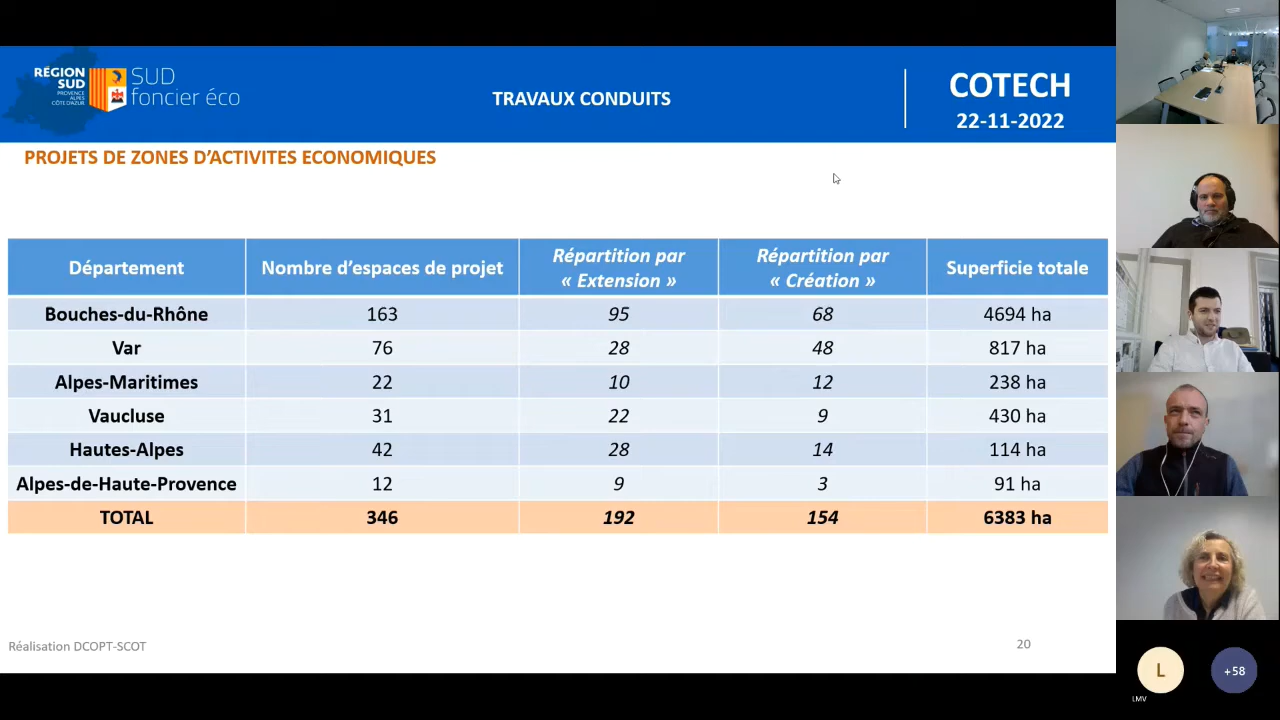 RÉGION
SUD
PROVENCE
ALPES
CÔTE D'AZUR
SUD
foncier éco
TRAVAUX CONDUITS
COTECH
22-11-2022
PROJETS DE ZONES D'ACTIVITES ECONOMIQUES
Département Nombre d'espaces de projet Répartition par « Extension » Répartition par « Création » Superficie totale
Bouches-du-Rhône 163 95 68 4694 ha
Var 76 28 48 817 ha
Alpes-Maritimes 22 10 12 238 ha
Vaucluse 31 22 9 430 ha
Hautes-Alpes 42 28 14 114 ha
Alpes-de-Haute-Provence 12 9 3 91 ha
TOTAL 346 192 154 6383 ha
Réalisation DCOPT-SCOT
20
L
+58
LMV